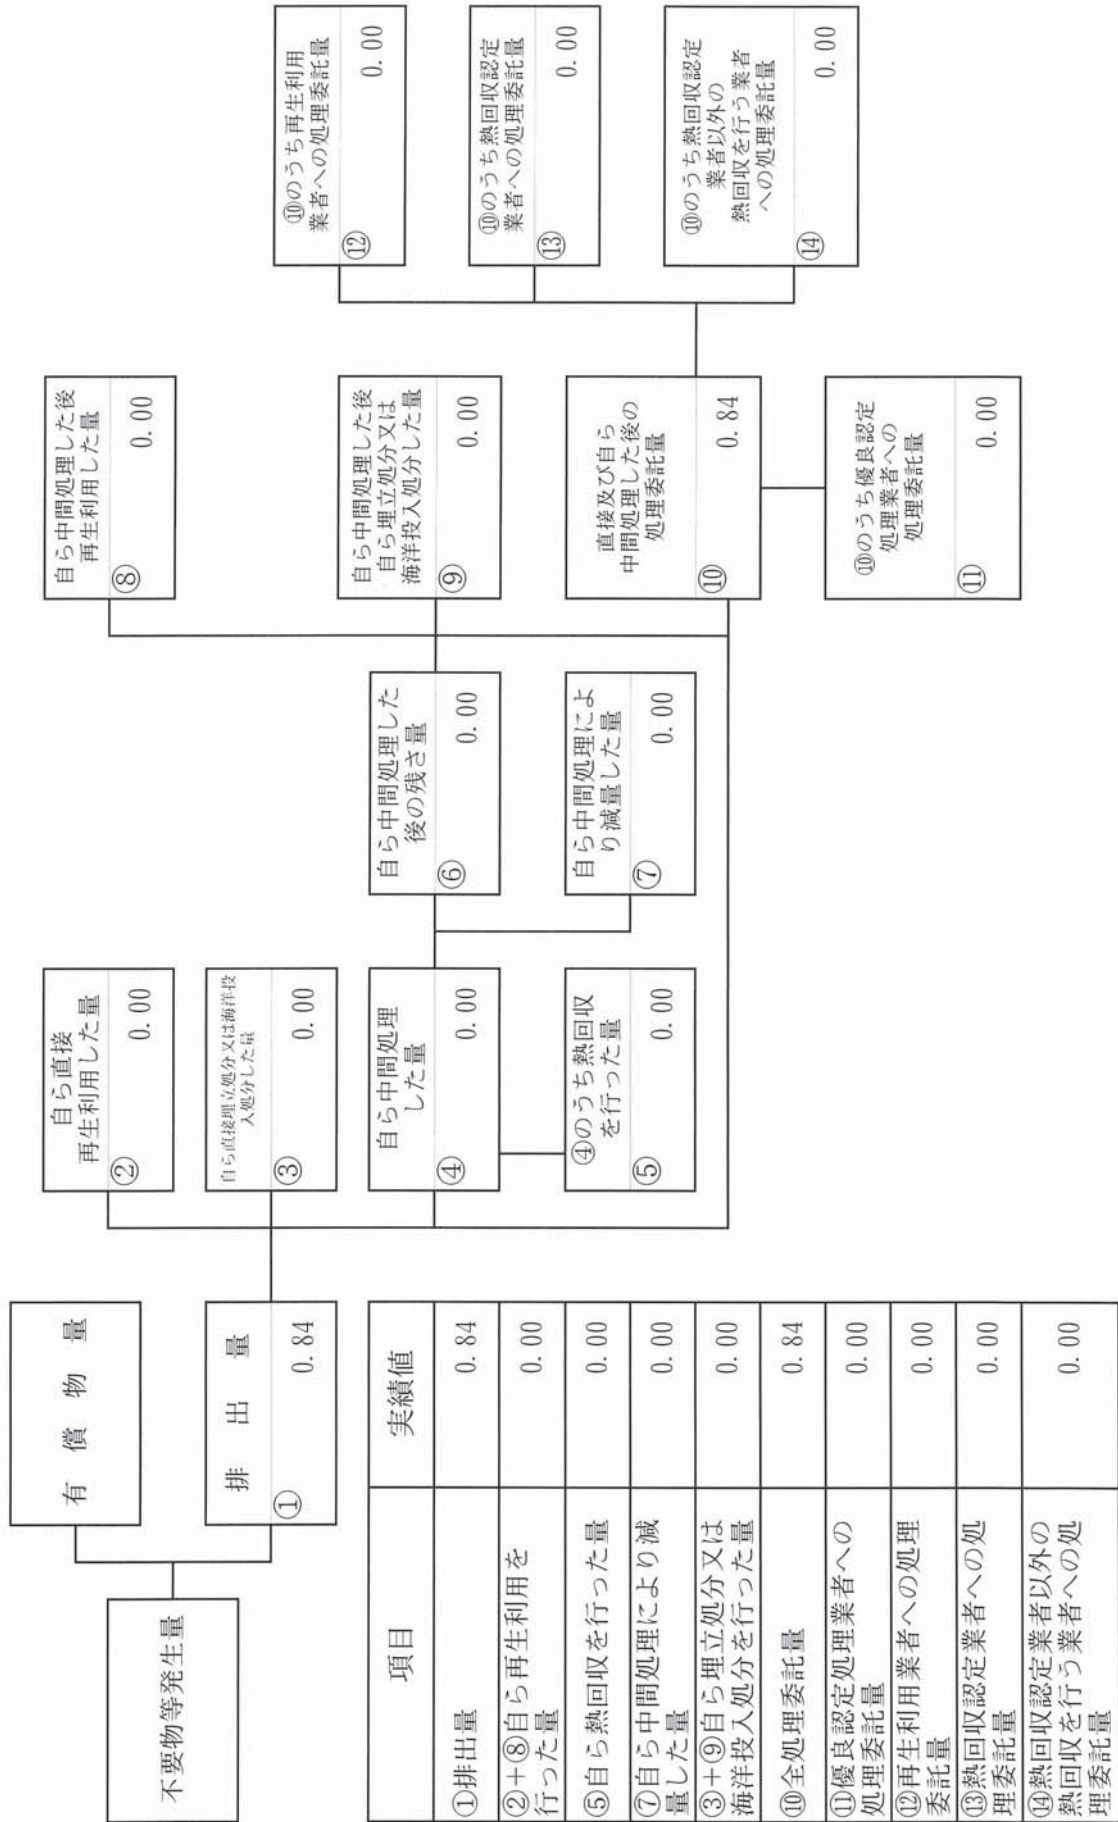 不要物等発生量
有償物量
排出量
① 0.84
自ら直接
再生利用した量
② 0.00
自ら直接埋立処分又は海洋投
入処分した量
③ 0.00
自ら中間処理
した量
④ 0.00
④のうち熱回収
を行った量
⑤ 0.00
自ら中間処理した
後の残さ量
⑥ 0.00
自ら中間処理によ
り減量した量
⑦ 0.00
自ら中間処理した後
再生利用した量
⑧ 0.00
自ら中間処理した後
自ら埋立処分又は
海洋投入処分した量
⑨ 0.00
直接及び自ら
中間処理した後の
処理委託量
⑩ 0.84
⑩のうち優良認定
処理業者への
処理委託量
⑪ 0.00
⑩のうち再生利用
業者への処理委託量
⑫ 0.00
⑩のうち熱回収認定
業者への処理委託量
⑬ 0.00
⑩のうち熱回収認定
業者以外の
熱回収を行う業者
への処理委託量
⑭ 0.00
項目 実績値
①排出量 0.84
②+⑧自ら再生利用を
行った量 0.00
⑤自ら熱回収を行った量 0.00
⑦自ら中間処理により減
量した量 0.00
③+⑨自ら埋立処分又は
海洋投入処分を行った量 0.00
⑩全処理委託量 0.84
⑪優良認定処理業者への
処理委託量 0.00
⑫再生利用業者への処理
委託量 0.00
⑬熱回収認定業者への処
理委託量 0.00
⑭熱回収認定業者以外の
熱回収を行う業者への処
理委託量 0.00